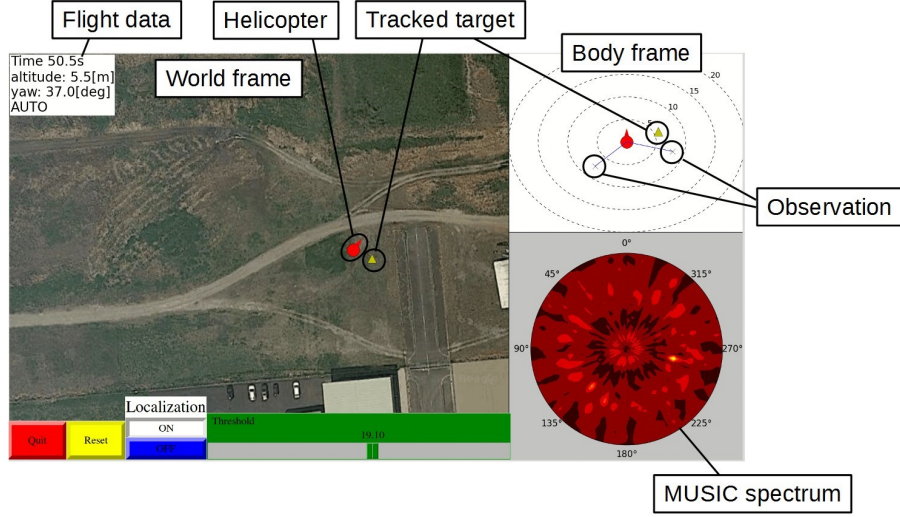 Flight data
Helicopter
Tracked target
Time 50.5s
altitude: 5.5[m]
yaw: 37.0[deg]
AUTO
World frame
Body frame
20
15
10
5
Observation
0°
45°
315°
90°
270°
135°
225°
180°
MUSIC spectrum
Localization
ON
OFF
Quit
Reset
Threshold
19.10